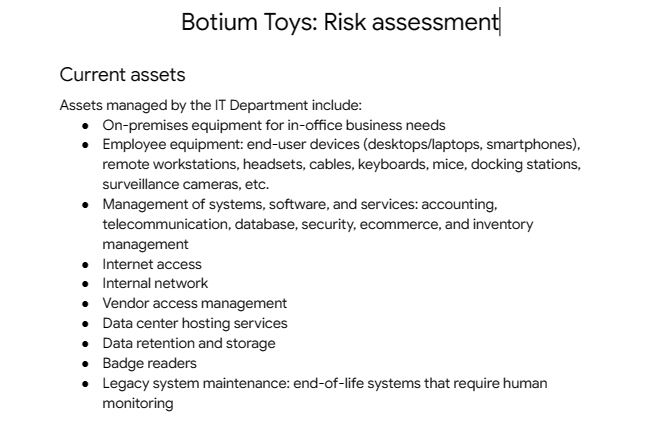 Botium Toys: Risk assessment
Current assets
Assets managed by the IT Department include:
● On-premises equipment for in-office business needs
● Employee equipment: end-user devices (desktops/laptops, smartphones),
remote workstations, headsets, cables, keyboards, mice, docking stations,
surveillance cameras, etc.
● Management of systems, software, and services: accounting,
telecommunication, database, security, ecommerce, and inventory
management
● Internet access
● Internal network
● Vendor access management
● Data center hosting services
● Data retention and storage
● Badge readers
● Legacy system maintenance: end-of-life systems that require human
monitoring